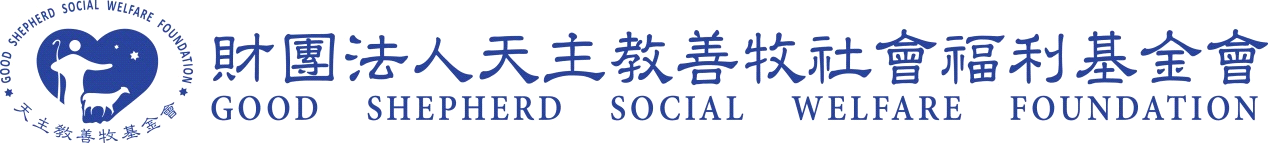 GOOD SHEPHERD SOCIAL WELFARE FOUNDATION
天主教善牧基金會
財團法人天主教善牧社會福利基金會
GOOD SHEPHERD SOCIAL WELFARE FOUNDATION